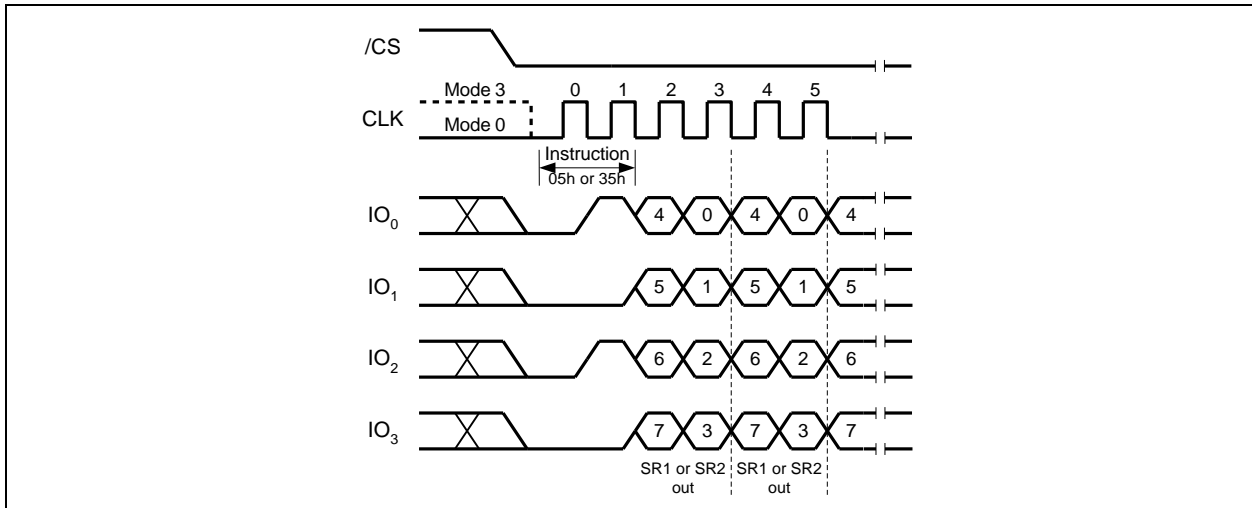 /CS
Mode 3 0 1 2 3 4 5
CLK Mode 0
Instruction
05h or 35h
IO0 4 0 4 0 4
IO1 5 1 5 1 5
IO2 6 2 6 2 6
IO3 7 3 7 3 7
SR1 or SR2 SR1 or SR2
out out